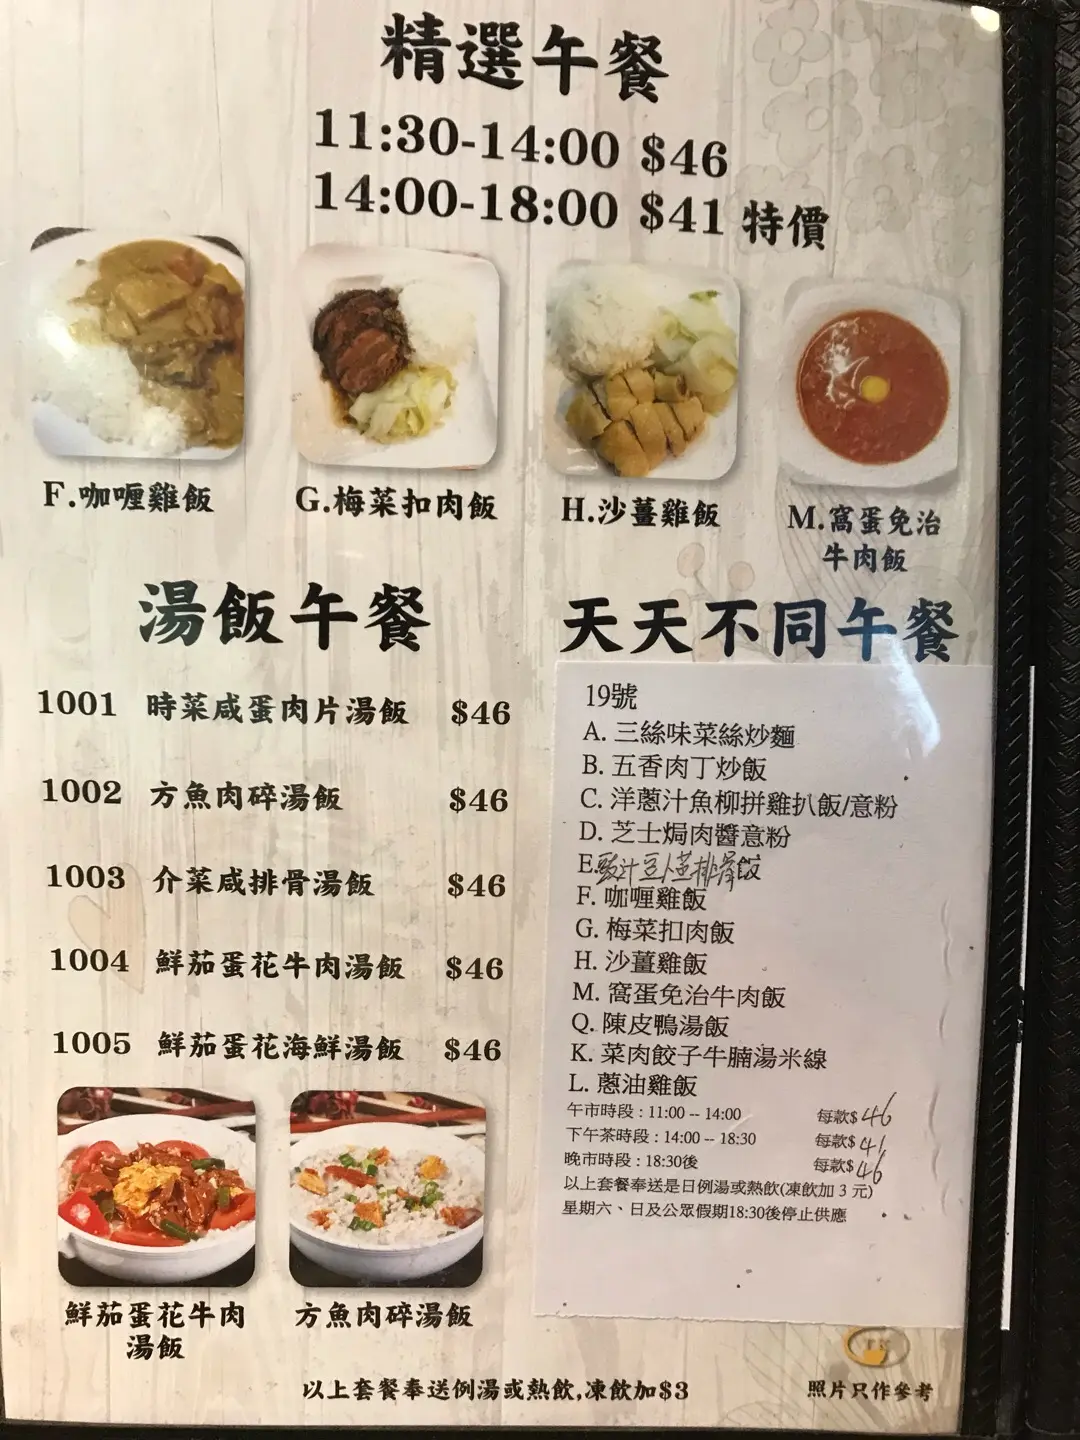 精選午餐
11:30-14:00 $46
14:00-18:00 $41 特價
F.咖喱雞飯
G.梅菜扣肉飯
H.沙薑雞飯
M.窩蛋免治
牛肉飯
湯飯午餐
1001 時菜咸蛋肉片湯飯 $46
1002 方魚肉碎湯飯 $46
1003 介菜咸排骨湯飯 $46
1004 鮮茄蛋花牛肉湯飯 $46
1005 鮮茄蛋花海鮮湯飯 $46
鮮茄蛋花牛肉
湯飯
方魚肉碎湯飯
天天不同午餐
19號
A. 三絲味菜絲炒麵
B. 五香肉丁炒飯
C. 洋蔥汁魚柳拼雞扒飯/意粉
D. 芝士焗肉醬意粉
E.豉汁豆卜蒸排骨飯
F. 咖喱雞飯
G. 梅菜扣肉飯
H. 沙薑雞飯
M. 窩蛋免治牛肉飯
Q. 陳皮鴨湯飯
K. 菜肉餃子牛腩湯米線
L. 蔥油雞飯
午市時段 : 11:00 -- 14:00 每款$46
下午茶時段 : 14:00 -- 18:30 每款$41
晚市時段 : 18:30後 每款$46
以上套餐奉送是日例湯或熱飲(凍飲加 3 元)
星期六、日及公眾假期18:30後停止供應
以上套餐奉送例湯或熱飲,凍飲加$3
照片只作參考